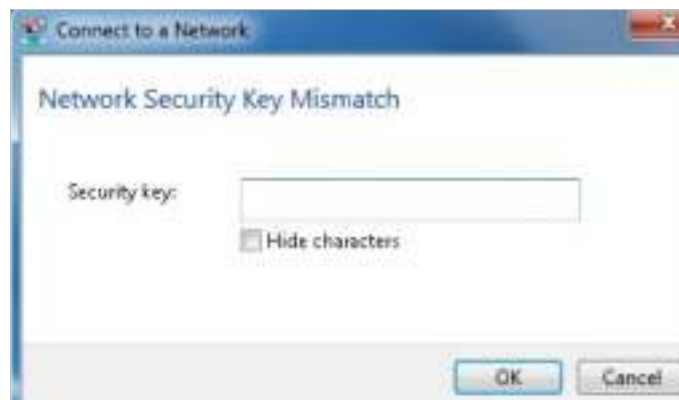 Connect to a Network
Network Security Key Mismatch
Security key:
Hide characters
OK Cancel